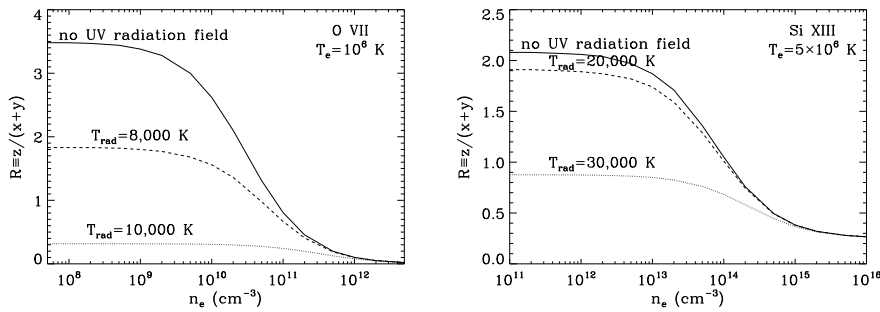 O VII
T_e=10^6 K
no UV radiation field
T_rad=8,000 K
T_rad=10,000 K
R≡z/(x+y)
4
3
2
1
0
10^8 10^9 10^10 10^11 10^12
n_e (cm^-3)
Si XIII
T_e=5×10^6 K
no UV radiation field
T_rad=20,000 K
T_rad=30,000 K
R≡z/(x+y)
2.5
2.0
1.5
1.0
0.5
0.0
10^11 10^12 10^13 10^14 10^15 10^16
n_e (cm^-3)